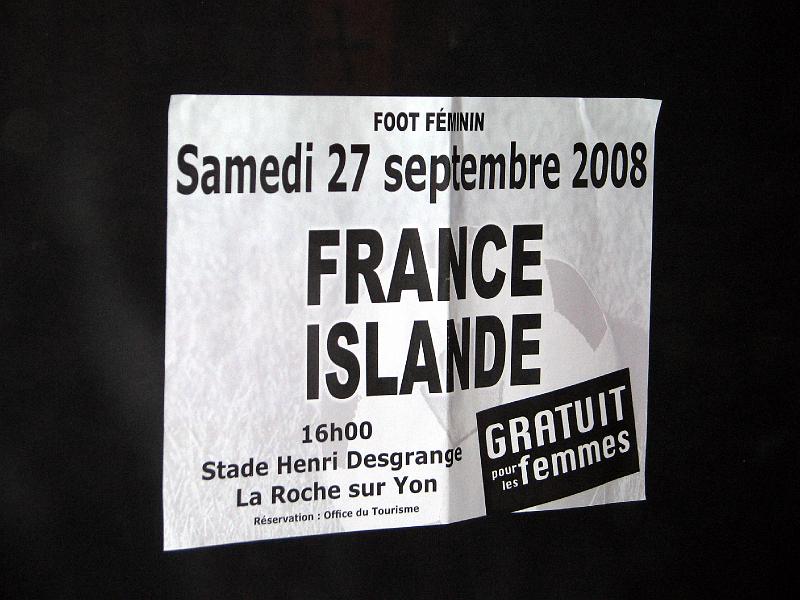 FOOT FÉMININ
Samedi 27 septembre 2008
FRANCE
ISLANDE
16h00
Stade Henri Desgrange
La Roche sur Yon
Réservation : Office du Tourisme
GRATUIT
pour les femmes